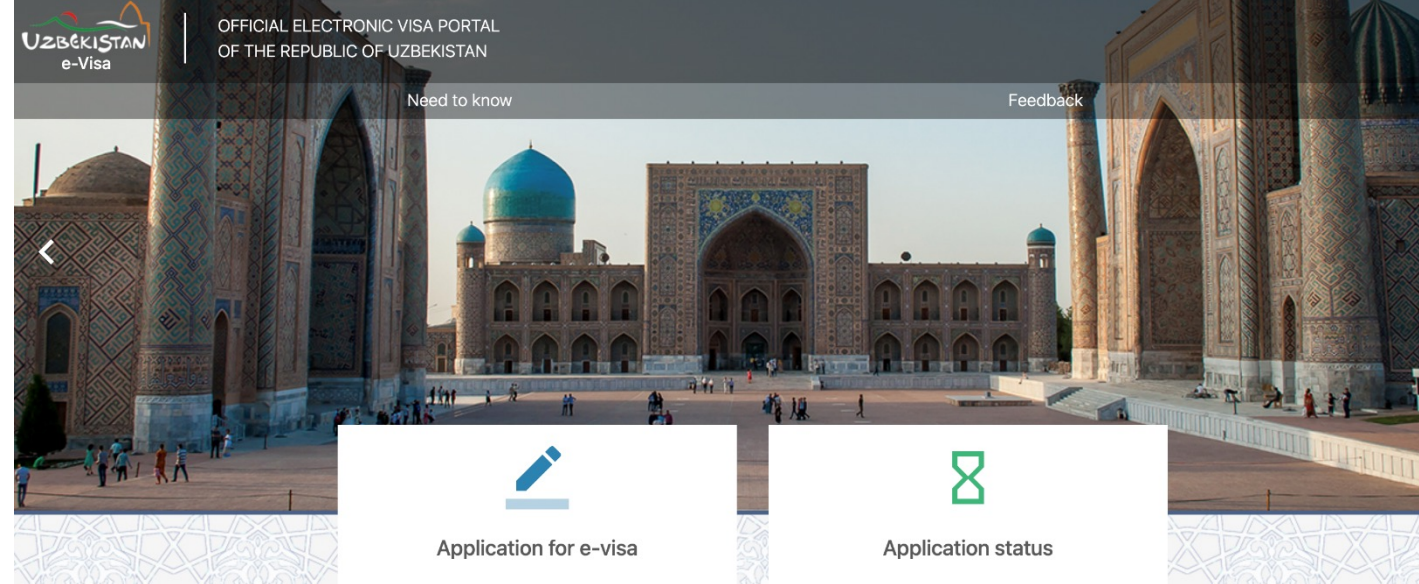 UZBEKISTAN
e-Visa
OFFICIAL ELECTRONIC VISA PORTAL
OF THE REPUBLIC OF UZBEKISTAN
Need to know
Feedback
Application for e-visa
Application status